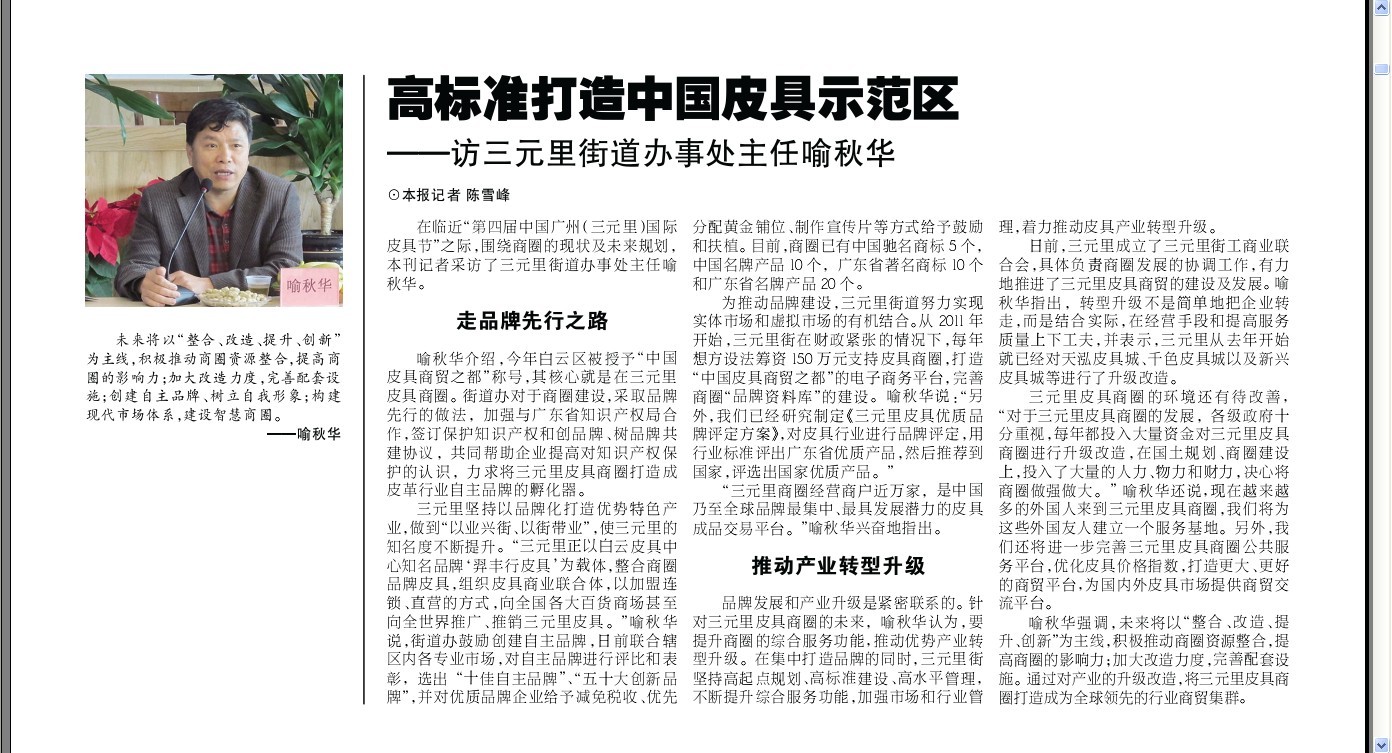 高标准打造中国皮具示范区
——访三元里街道办事处主任喻秋华
⊙本报记者 陈雪峰
喻秋华
未来将以“整合、改造、提升、创新”
为主线,积极推动商圈资源整合,提高商
圈的影响力;加大改造力度,完善配套设
施;创建自主品牌、树立自我形象;构建
现代市场体系,建设智慧商圈。
——喻秋华
在临近“第四届中国广州(三元里)国际
皮具节”之际,围绕商圈的现状及未来规划,
本刊记者采访了三元里街道办事处主任喻
秋华。
走品牌先行之路
喻秋华介绍,今年白云区被授予“中国
皮具商贸之都”称号,其核心就是在三元里
皮具商圈。街道办对于商圈建设,采取品牌
先行的做法，加强与广东省知识产权局合
作,签订保护知识产权和创品牌、树品牌共
建协议，共同帮助企业提高对知识产权保
护的认识，力求将三元里皮具商圈打造成
皮革行业自主品牌的孵化器。
三元里坚持以品牌化打造优势特色产
业,做到“以业兴街、以街带业”,使三元里的
知名度不断提升。“三元里正以白云皮具中
心知名品牌‘羿丰行皮具’为载体,整合商圈
品牌皮具,组织皮具商业联合体,以加盟连
锁、直营的方式,向全国各大百货商场甚至
向全世界推广、推销三元里皮具。”喻秋华
说,街道办鼓励创建自主品牌,日前联合辖
区内各专业市场,对自主品牌进行评比和表
彰，选出“十佳自主品牌”、“五十大创新品
牌”,并对优质品牌企业给予减免税收、优先
分配黄金铺位、制作宣传片等方式给予鼓励
和扶植。目前,商圈已有中国驰名商标 5 个,
中国名牌产品 10 个，广东省著名商标 10 个
和广东省名牌产品 20 个。
为推动品牌建设,三元里街道努力实现
实体市场和虚拟市场的有机结合。从 2011 年
开始,三元里街在财政紧张的情况下,每年
想方设法筹资 150 万元支持皮具商圈,打造
“中国皮具商贸之都”的电子商务平台,完善
商圈“品牌资料库”的建设。喻秋华说:“另
外,我们已经研究制定《三元里皮具优质品
牌评定方案》,对皮具行业进行品牌评定,用
行业标准评出广东省优质产品,然后推荐到
国家,评选出国家优质产品。”
“三元里商圈经营商户近万家，是中国
乃至全球品牌最集中、最具发展潜力的皮具
成品交易平台。”喻秋华兴奋地指出。
推动产业转型升级
品牌发展和产业升级是紧密联系的。针
对三元里皮具商圈的未来，喻秋华认为,要
提升商圈的综合服务功能,推动优势产业转
型升级。在集中打造品牌的同时,三元里街
坚持高起点规划、高标准建设、高水平管理,
不断提升综合服务功能,加强市场和行业管
理,着力推动皮具产业转型升级。
日前,三元里成立了三元里街工商业联
合会,具体负责商圈发展的协调工作,有力
地推进了三元里皮具商贸的建设及发展。喻
秋华指出，转型升级不是简单地把企业转
走,而是结合实际,在经营手段和提高服务
质量上下工夫,并表示,三元里从去年开始
就已经对天泓皮具城、千色皮具城以及新兴
皮具城等进行了升级改造。
三元里皮具商圈的环境还有待改善,
“对于三元里皮具商圈的发展，各级政府十
分重视,每年都投入大量资金对三元里皮具
商圈进行升级改造,在国土规划、商圈建设
上,投入了大量的人力、物力和财力,决心将
商圈做强做大。”喻秋华还说,现在越来越
多的外国人来到三元里皮具商圈,我们将为
这些外国友人建立一个服务基地。另外,我
们还将进一步完善三元里皮具商圈公共服
务平台,优化皮具价格指数,打造更大、更好
的商贸平台,为国内外皮具市场提供商贸交
流平台。
喻秋华强调,未来将以“整合、改造、提
升、创新”为主线,积极推动商圈资源整合,提
高商圈的影响力;加大改造力度,完善配套设
施。通过对产业的升级改造,将三元里皮具商
圈打造成为全球领先的行业商贸集群。